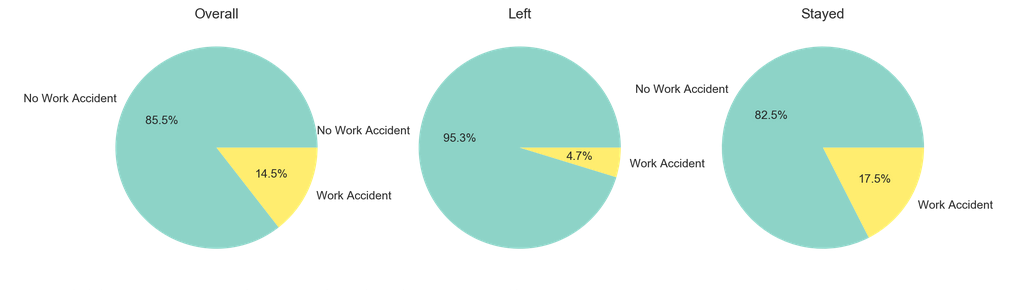 Overall
No Work Accident
85.5%
14.5%
Work Accident
Left
No Work Accident
95.3%
4.7%
Work Accident
Stayed
No Work Accident
82.5%
17.5%
Work Accident